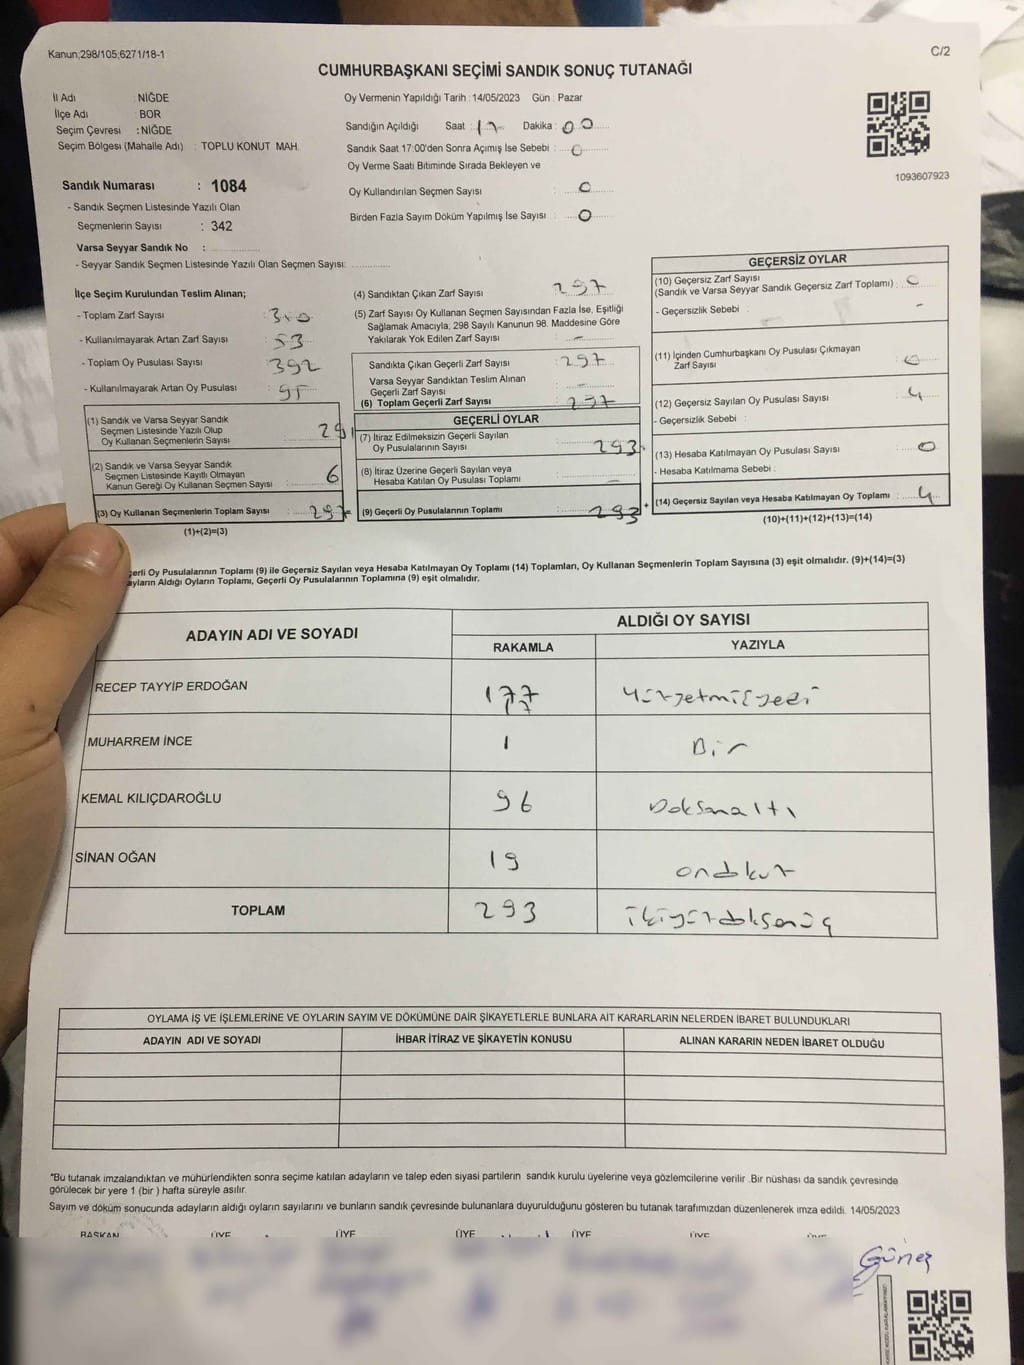 Kanun;298/105;6271/18-1
C/2
CUMHURBAŞKANI SEÇİMİ SANDIK SONUÇ TUTANAĞI
İl Adı : NİĞDE
İlçe Adı : BOR
Seçim Çevresi : NİĞDE
Seçim Bölgesi (Mahalle Adı) : TOPLU KONUT MAH.
Sandık Numarası : 1084
- Sandık Seçmen Listesinde Yazılı Olan
Seçmenlerin Sayısı : 342
Varsa Seyyar Sandık No :
- Seyyar Sandık Seçmen Listesinde Yazılı Olan Seçmen Sayısı:
Oy Vermenin Yapıldığı Tarih : 14/05/2023 Gün : Pazar
Sandığın Açıldığı Saat : 17 Dakika : 00
Sandık Saat 17:00'den Sonra Açımış İse Sebebi : 0
Oy Verme Saati Bitiminde Sırada Bekleyen ve
Oy Kullandırılan Seçmen Sayısı : 0
Birden Fazla Sayım Döküm Yapılmış İse Sayısı : 0
1093607923
İlçe Seçim Kurulundan Teslim Alınan;
- Toplam Zarf Sayısı
- Kullanılmayarak Artan Zarf Sayısı : 53
- Toplam Oy Pusulası Sayısı : 392
- Kullanılmayarak Artan Oy Pusulası : 95
(1) Sandık ve Varsa Seyyar Sandık
Seçmen Listesinde Yazılı Olup
Oy Kullanan Seçmenlerin Sayısı 291
(2) Sandık ve Varsa Seyyar Sandık
Seçmen Listesinde Kayıtlı Olmayan
Kanun Gereği Oy Kullanan Seçmen Sayısı : 6
(3) Oy Kullanan Seçmenlerin Toplam Sayısı : 297
(1)+(2)=(3)
(4) Sandıktan Çıkan Zarf Sayısı : 297
(5) Zarf Sayısı Oy Kullanan Seçmen Sayısından Fazla İse, Eşitliği
Sağlamak Amacıyla, 298 Sayılı Kanunun 98. Maddesine Göre
Yakılarak Yok Edilen Zarf Sayısı : -
Sandıkta Çıkan Geçerli Zarf Sayısı : 297
Varsa Seyyar Sandıktan Teslim Alınan
Geçerli Zarf Sayısı : -
(6) Toplam Geçerli Zarf Sayısı : 297
GEÇERLİ OYLAR
(7) İtiraz Edilmeksizin Geçerli Sayılan
Oy Pusulalarının Sayısı : 293
(8) İtiraz Üzerine Geçerli Sayılan veya
Hesaba Katılan Oy Pusulası Toplamı : -
(9) Geçerli Oy Pusulalarının Toplamı : 293
GEÇERSİZ OYLAR
(10) Geçersiz Zarf Sayısı
(Sandık ve Varsa Seyyar Sandık Geçersiz Zarf Toplamı) : 0
- Geçersizlik Sebebi : -
(11) İçinden Cumhurbaşkanı Oy Pusulası Çıkmayan
Zarf Sayısı : 0
(12) Geçersiz Sayılan Oy Pusulası Sayısı : 4
- Geçersizlik Sebebi :
(13) Hesaba Katılmayan Oy Pusulası Sayısı : 0
- Hesaba Katılmama Sebebi :
(14) Geçersiz Sayılan veya Hesaba Katılmayan Oy Toplamı : 4
(10)+(11)+(12)+(13)=(14)
Oy Pusulalarının Toplamı (9) ile Geçersiz Sayılan veya Hesaba Katılmayan Oy Toplamı (14) Toplamları, Oy Kullanan Seçmenlerin Toplam Sayısına (3) eşit olmalıdır. (9)+(14)=(3)
Aldığı Oyların Toplamı, Geçerli Oy Pusulalarının Toplamına (9) eşit olmalıdır.
ADAYIN ADI VE SOYADI ALDIĞI OY SAYISI
RAKAMLA YAZIYLA
RECEP TAYYİP ERDOĞAN 177 Yüzyetmişyedi
MUHARREM İNCE 1 Bir
KEMAL KILIÇDAROĞLU 96 Doksanaltı
SİNAN OĞAN 19 ondokuz
TOPLAM 293 ikiyüzdoksanüç
OYLAMA İŞ VE İŞLEMLERİNE VE OYLARIN SAYIM VE DÖKÜMÜNE DAİR ŞİKAYETLERLE BUNLARA AİT KARARLARIN NELERDEN İBARET BULUNDUKLARI
ADAYIN ADI VE SOYADI İHBAR İTİRAZ VE ŞİKAYETİN KONUSU ALINAN KARARIN NEDEN İBARET OLDUĞU
*Bu tutanak imzalandıktan ve mühürlendikten sonra seçime katılan adayların ve talep eden siyasi partilerin sandık kurulu üyelerine veya gözlemcilerine verilir .Bir nüshası da sandık çevresinde
görülecek bir yere 1 (bir ) hafta süreyle asılır.
Sayım ve döküm sonucunda adayların aldığı oyların sayılarını ve bunların sandık çevresinde bulunanlara duyurulduğunu gösteren bu tutanak tarafımızdan düzenlenerek imza edildi. 14/05/2023
BAŞKAN ÜYE ÜYE ÜYE ÜYE ÜYE
Güneş